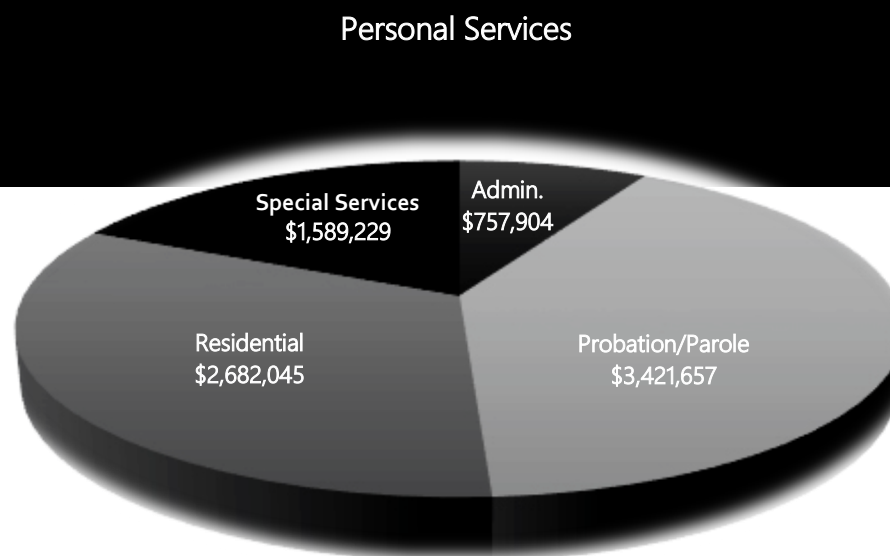 Personal Services
Admin.
$757,904
Special Services
$1,589,229
Residential
$2,682,045
Probation/Parole
$3,421,657